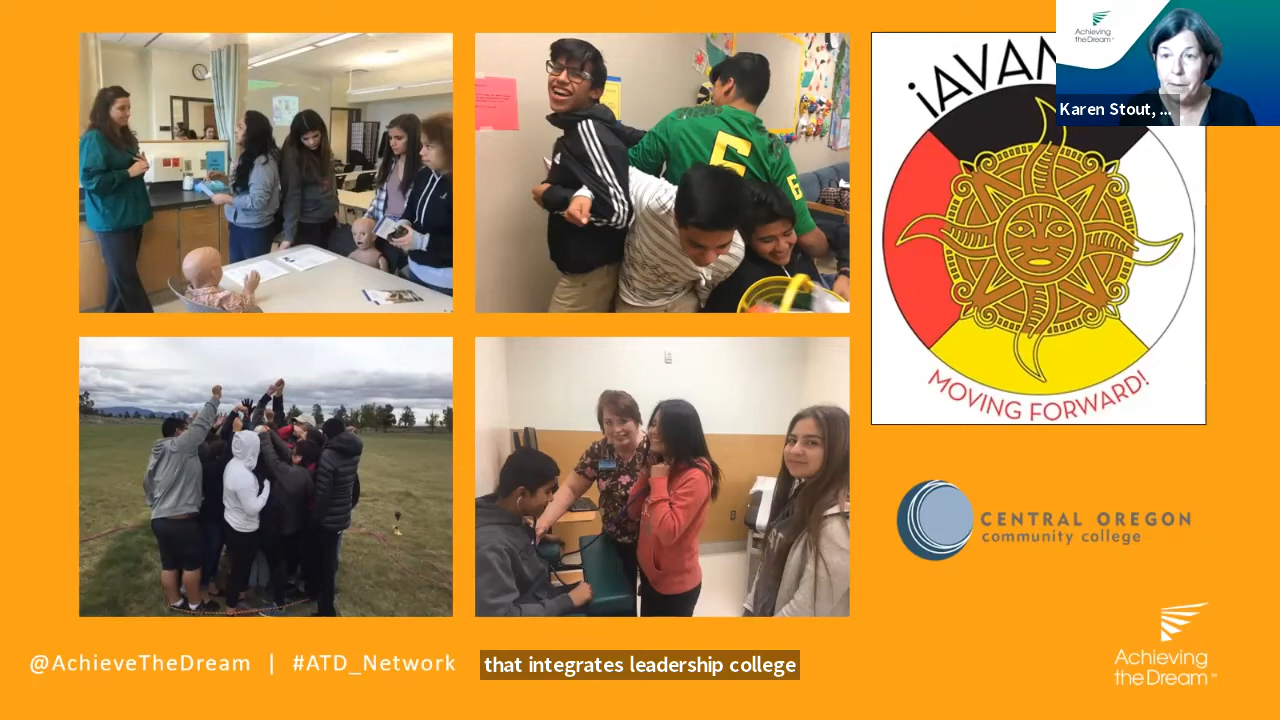 Achieving
the Dream
Karen Stout, ...
¡AVAN
MOVING FORWARD!
CENTRAL OREGON
community college
@AchieveTheDream | #ATD_Network
that integrates leadership college
Achieving
the Dream
5
6